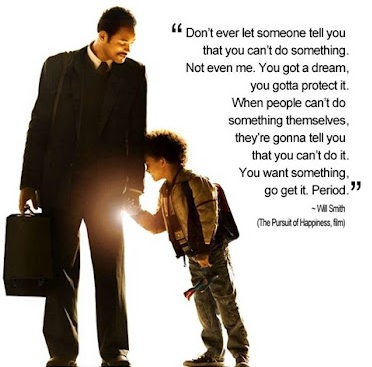 “ Don't ever let someone tell you
that you can't do something.
Not even me. You got a dream,
you gotta protect it.
When people can't do
something themselves,
they're gonna tell you
that you can't do it.
You want something,
go get it. Period.”
~ Will Smith
(The Pursuit of Happiness, film)